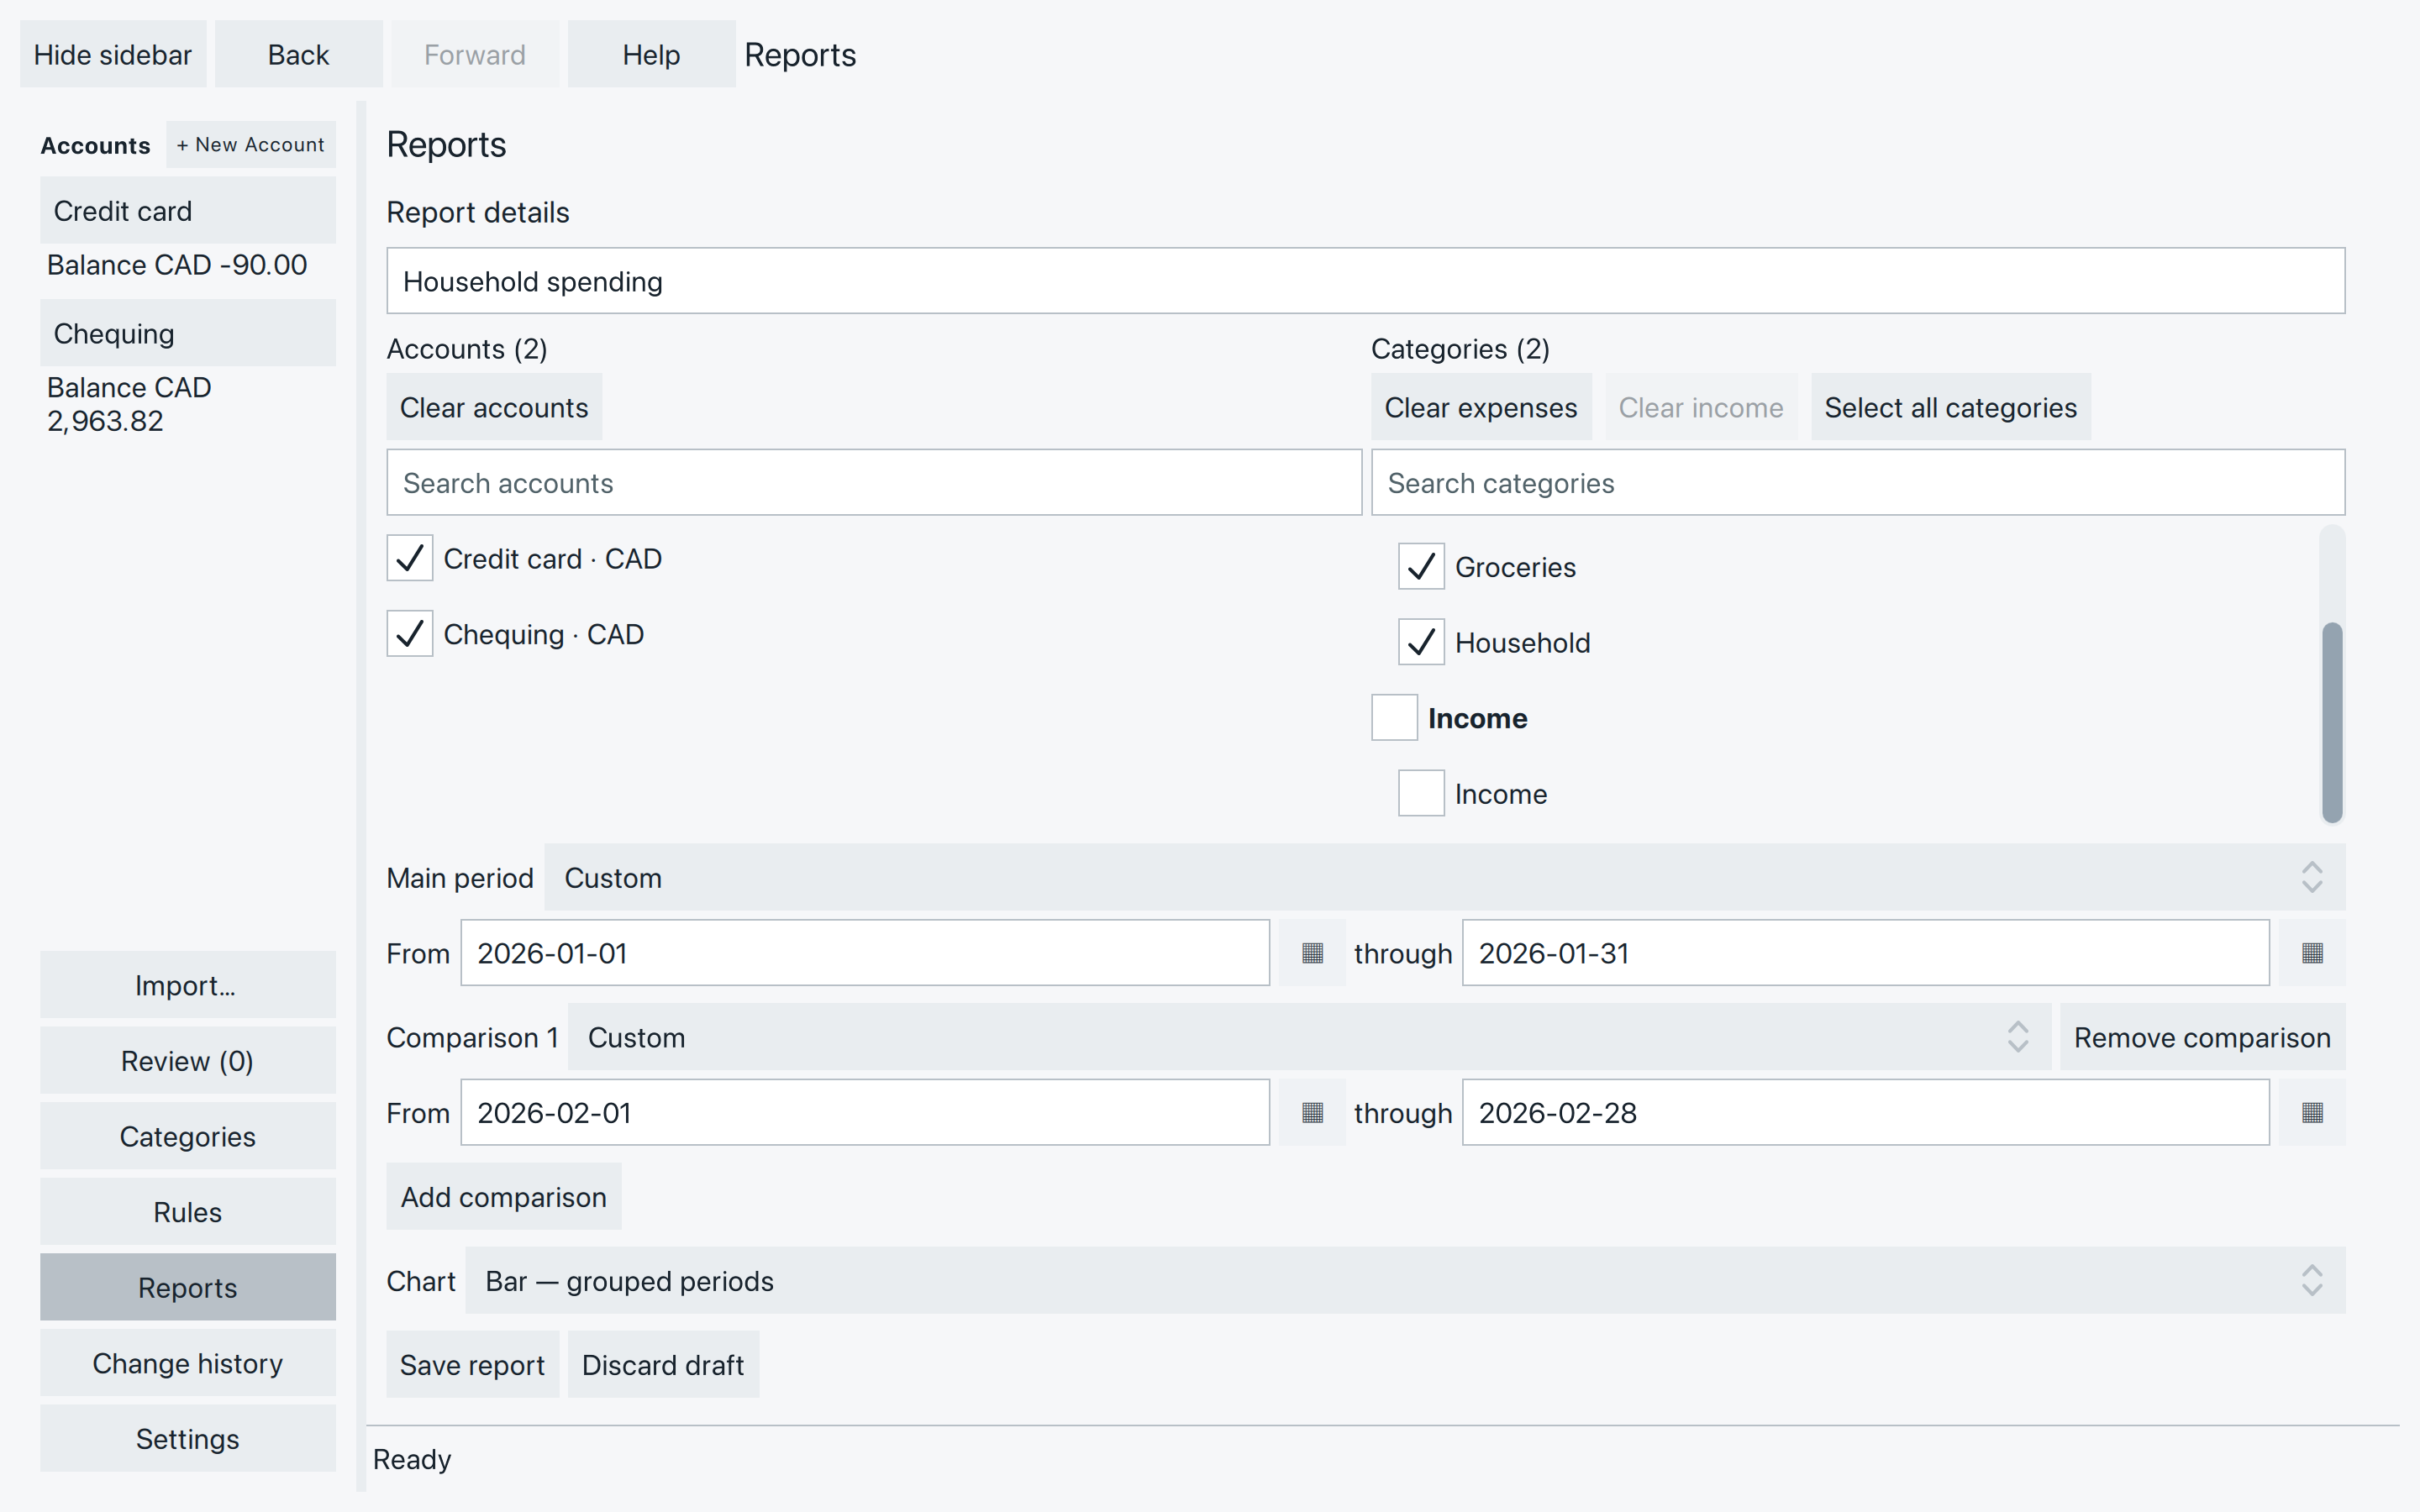 Hide sidebar
Back
Forward
Help
Reports
Accounts
+ New Account
Credit card
Balance CAD -90.00
Chequing
Balance CAD
2,963.82
Import…
Review (0)
Categories
Rules
Reports
Change history
Settings
Reports
Report details
Household spending
Accounts (2)
Clear accounts
Search accounts
Credit card · CAD
Chequing · CAD
Categories (2)
Clear expenses
Clear income
Select all categories
Search categories
Groceries
Household
Income
Income
Main period
Custom
From
2026-01-01
through
2026-01-31
Comparison 1
Custom
Remove comparison
From
2026-02-01
through
2026-02-28
Add comparison
Chart
Bar — grouped periods
Save report
Discard draft
Ready